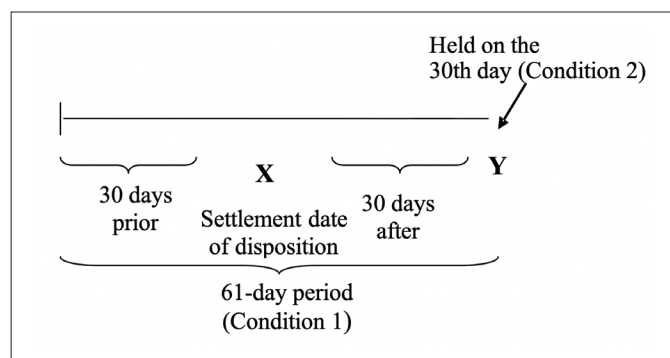 Held on the
30th day (Condition 2)
X
Y
30 days
prior
Settlement date
of disposition
30 days
after
61-day period
(Condition 1)